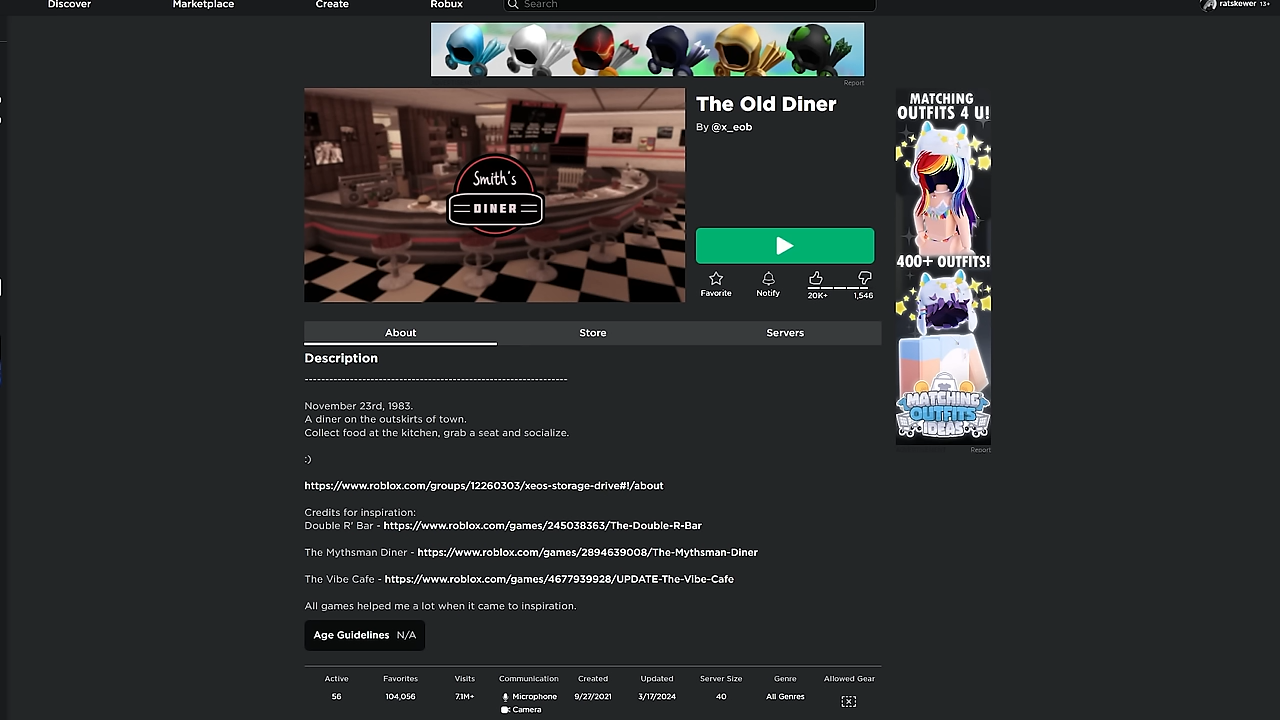 Discover Marketplace Create Robux Search ratskewer 13+
Report
The Old Diner
By @x_eob
Smith's
DINER
Favorite Notify 20K+ 1,546
MATCHING
OUTFITS 4 U!
400+ OUTFITS!
MATCHING
OUTFITS
IDEAS
Report
About Store Servers
Description
----------------------------------------------------------------
November 23rd, 1983.
A diner on the outskirts of town.
Collect food at the kitchen, grab a seat and socialize.
:)
https://www.roblox.com/groups/12260303/xeos-storage-drive#!/about
Credits for inspiration:
Double R' Bar - https://www.roblox.com/games/245038363/The-Double-R-Bar
The Mythsman Diner - https://www.roblox.com/games/2894639008/The-Mythsman-Diner
The Vibe Cafe - https://www.roblox.com/games/4677939928/UPDATE-The-Vibe-Cafe
All games helped me a lot when it came to inspiration.
Age Guidelines N/A
Active Favorites Visits Communication Created Updated Server Size Genre Allowed Gear
56 104,056 7.1M+ Microphone 9/27/2021 3/17/2024 40 All Genres
Camera